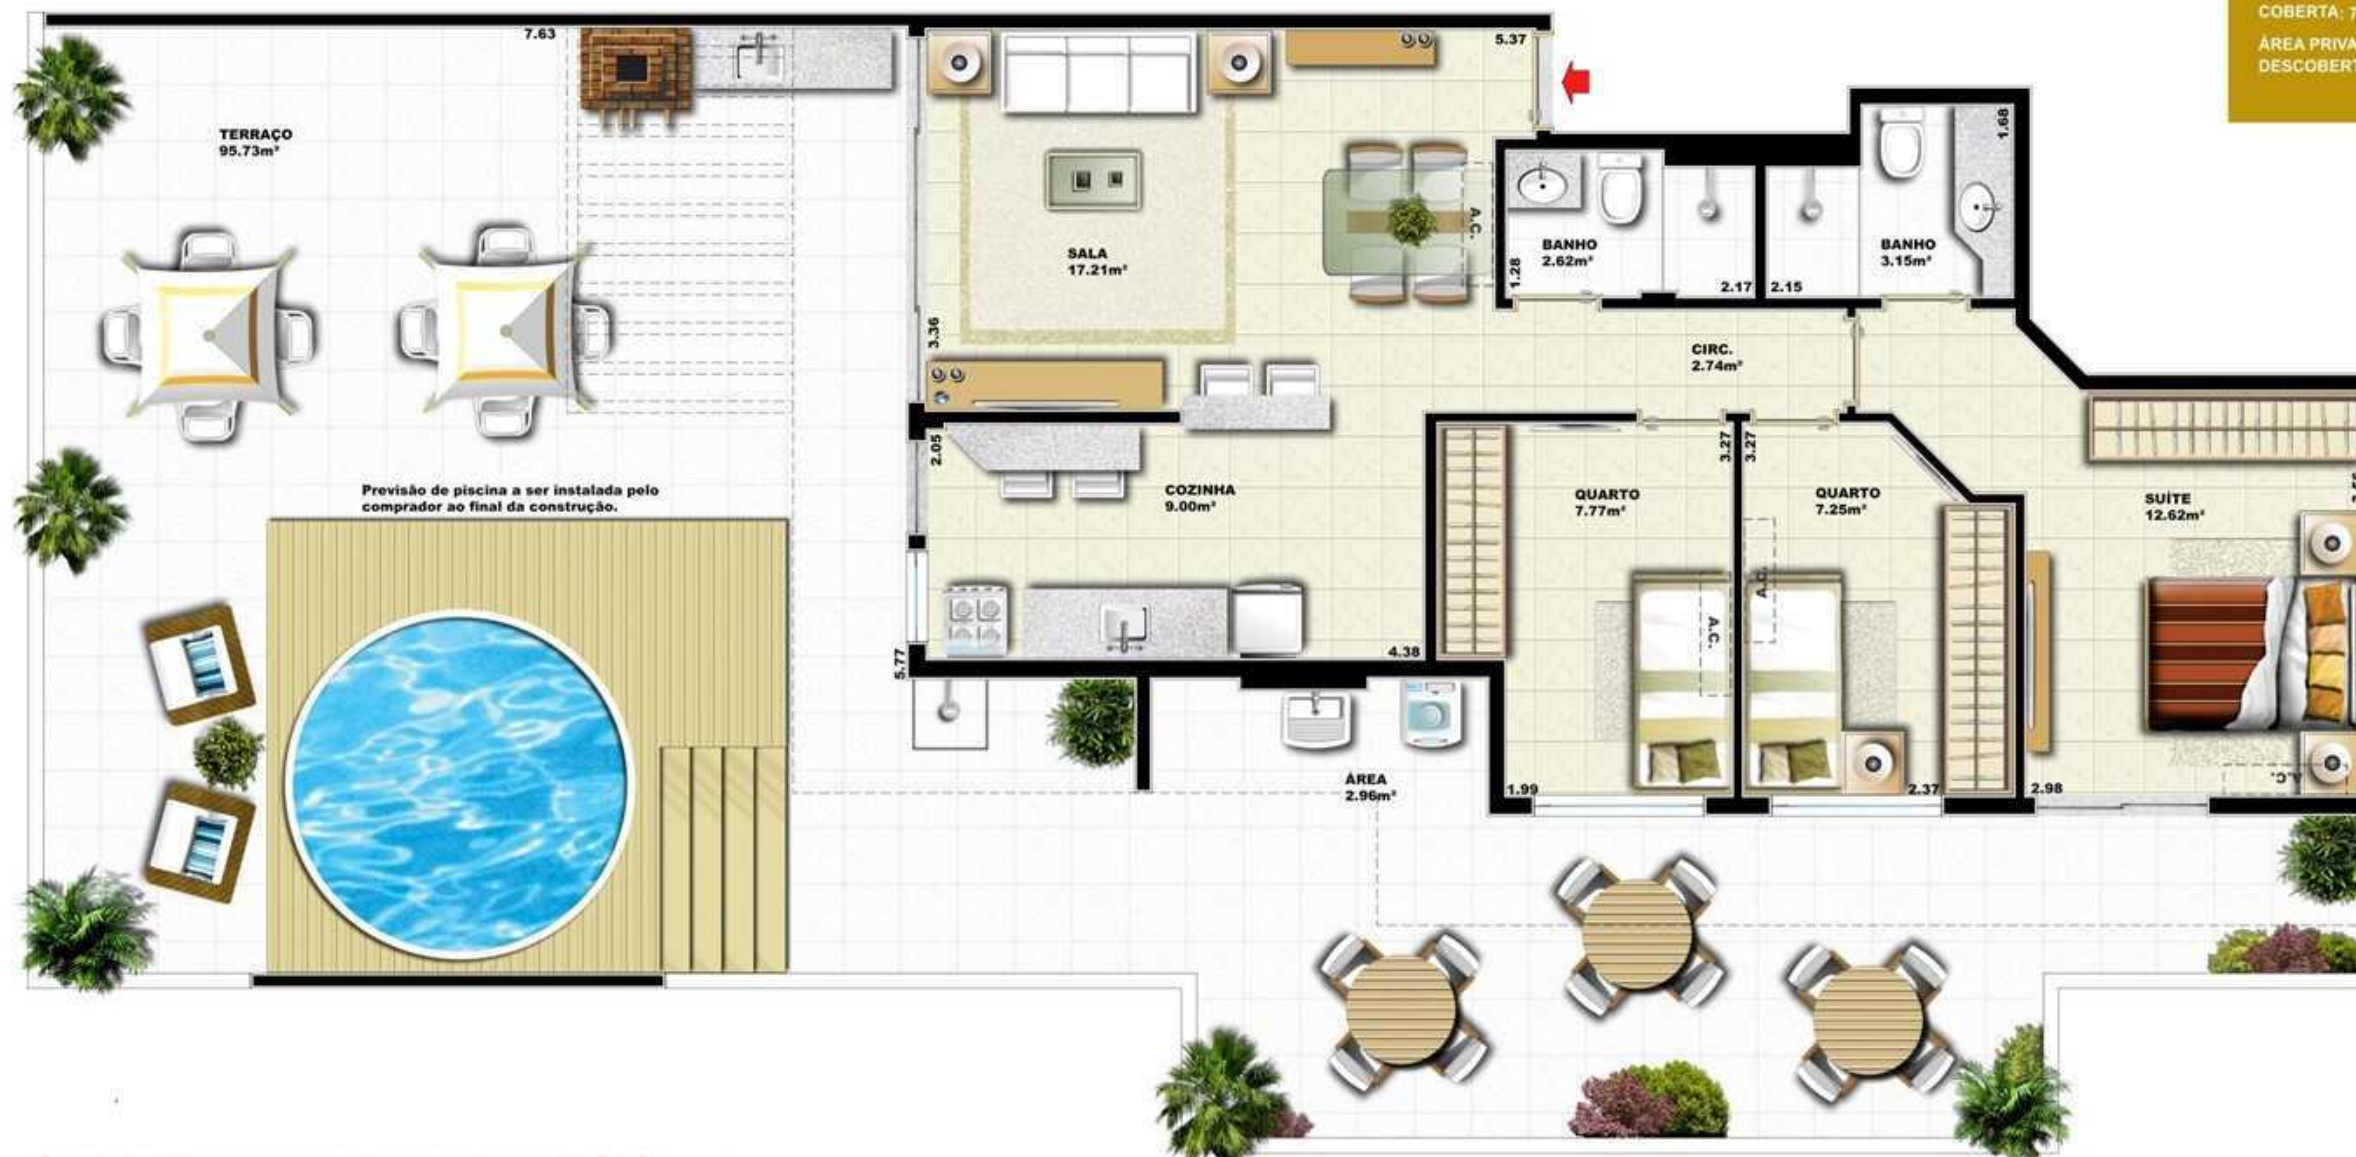 COBERTA: 7
ÁREA PRIVA
DESCOBERT
7.63
5.37
TERRAÇO
95.73m²
1.68
A.C.
SALA
17.21m²
BANHO
2.62m²
BANHO
3.15m²
1.28
2.17
2.15
3.36
CIRC.
2.74m²
2.05
3.27
3.27
Previsão de piscina a ser instalada pelo
comprador ao final da construção.
COZINHA
9.00m²
QUARTO
7.77m²
QUARTO
7.25m²
SUÍTE
12.62m²
A.C.
A.C.
5.77
4.38
ÁREA
2.96m²
1.99
2.37
2.98
A.C.